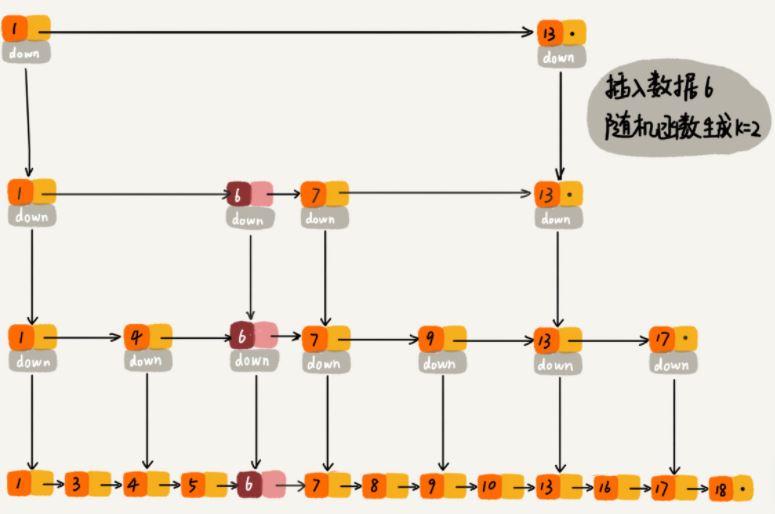 1 13
down down
插入数据6
随机函数生成K=2
1 6 7 13
down down down down
1 4 6 7 9 13 17
down down down down down down down
1 3 4 5 6 7 8 9 10 13 16 17 18